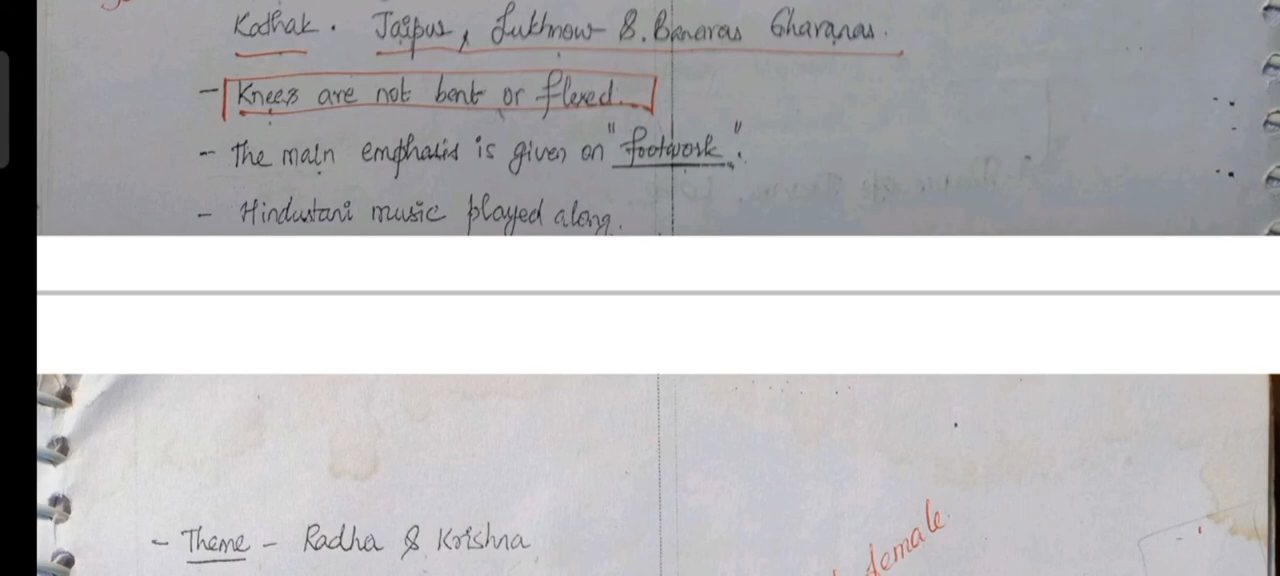 Kathak. Jaipur, Lukhnow & Banaras Gharanas.
- Knees are not bent or flexed.
- The main emphasis is given on "footwork".
- Hindustani music played along.
- Theme - Radha & Krishna
female.